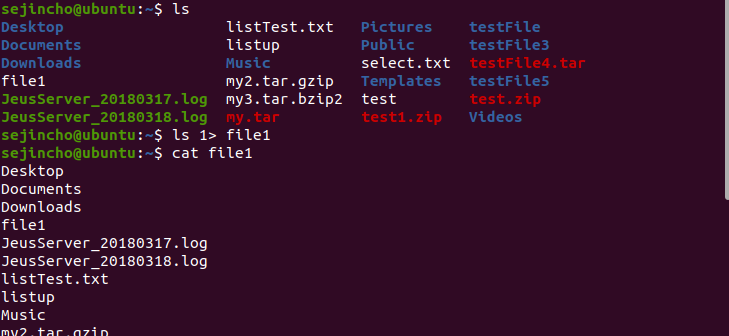 sejincho@ubuntu:~$ ls
Desktop listTest.txt Pictures testFile
Documents listup Public testFile3
Downloads Music select.txt testFile4.tar
file1 my2.tar.gzip Templates testFile5
JeusServer_20180317.log my3.tar.bzip2 test test.zip
JeusServer_20180318.log my.tar test1.zip Videos
sejincho@ubuntu:~$ ls 1> file1
sejincho@ubuntu:~$ cat file1
Desktop
Documents
Downloads
file1
JeusServer_20180317.log
JeusServer_20180318.log
listTest.txt
listup
Music
my2.tar.gzip